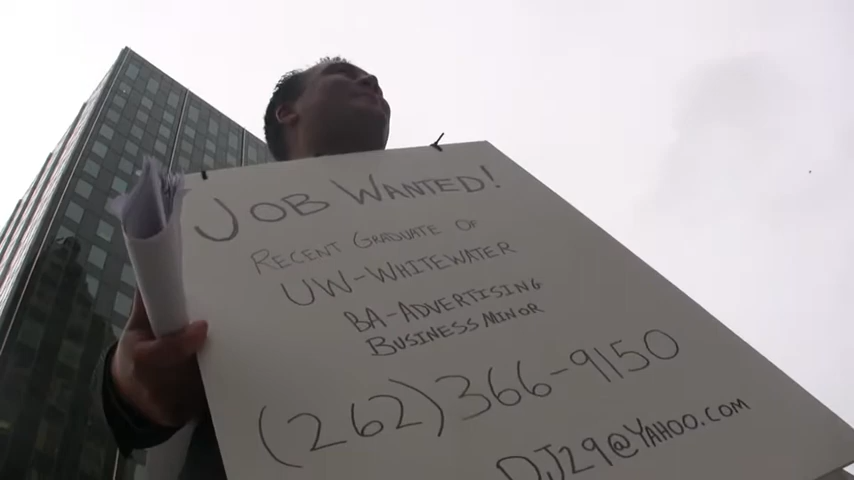 JOB WANTED!
RECENT GRADUATE OF
UW-WHITEWATER
BA-ADVERTISING
BUSINESS MINOR
(262)366-9150
DJ29@YAHOO.COM